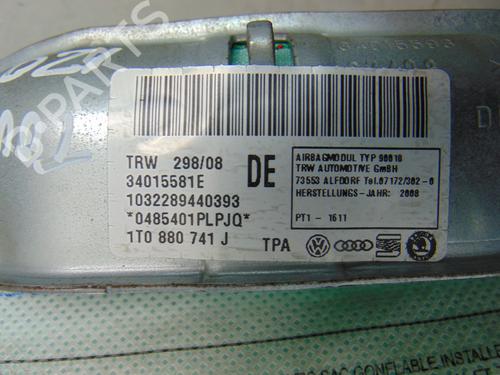 TRW 298/08
34015581E
1032289440393
*0485401PLPJQ*
1T0 880 741 J
TPA
DE
AIRBAGMODUL TYP 90010
TRW AUTOMOTIVE GmbH
73553 ALFDORF Tel.07172/302-0
HERSTELLUNGS- JAHR: 2008
PT1 - 1611
D